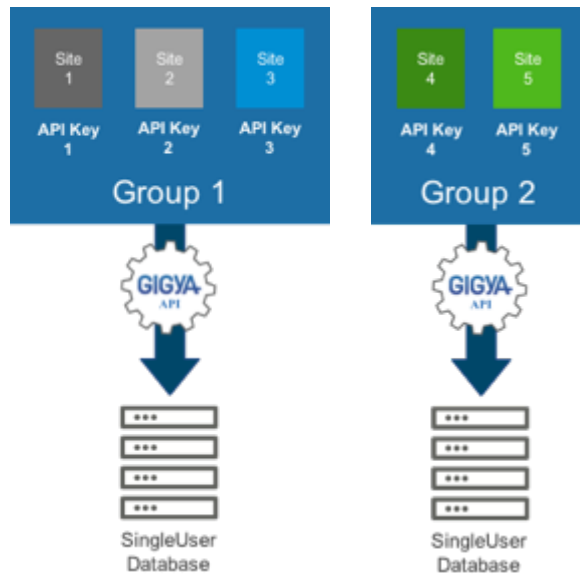 Site
1
Site
2
Site
3
API Key
1
API Key
2
API Key
3
Group 1
GIGYA
API
SingleUser
Database
Site
4
Site
5
API Key
4
API Key
5
Group 2
GIGYA
API
SingleUser
Database